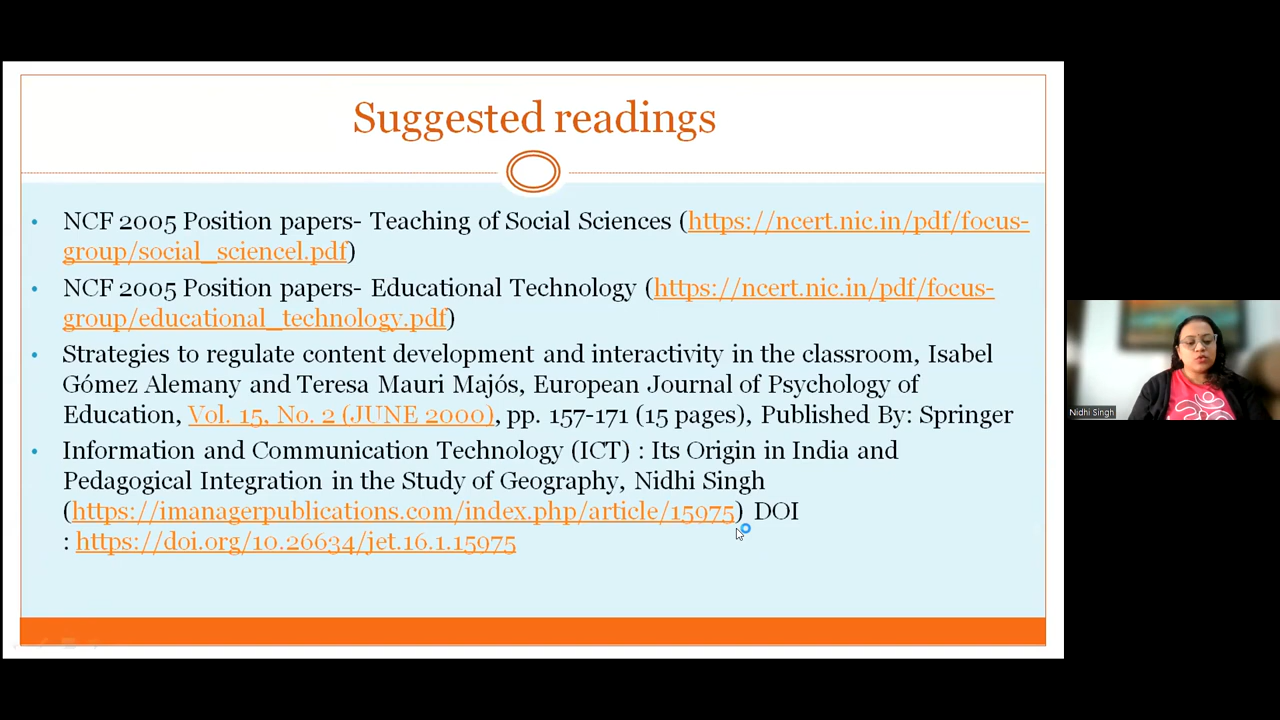 Suggested readings
• NCF 2005 Position papers- Teaching of Social Sciences (https://ncert.nic.in/pdf/focus-
group/social_sciencel.pdf)
• NCF 2005 Position papers- Educational Technology (https://ncert.nic.in/pdf/focus-
group/educational_technology.pdf)
• Strategies to regulate content development and interactivity in the classroom, Isabel
Gómez Alemany and Teresa Mauri Majós, European Journal of Psychology of
Education, Vol. 15, No. 2 (JUNE 2000), pp. 157-171 (15 pages), Published By: Springer
• Information and Communication Technology (ICT) : Its Origin in India and
Pedagogical Integration in the Study of Geography, Nidhi Singh
(https://imanagerpublications.com/index.php/article/15975) DOI
: https://doi.org/10.26634/jet.16.1.15975
Nidhi Singh